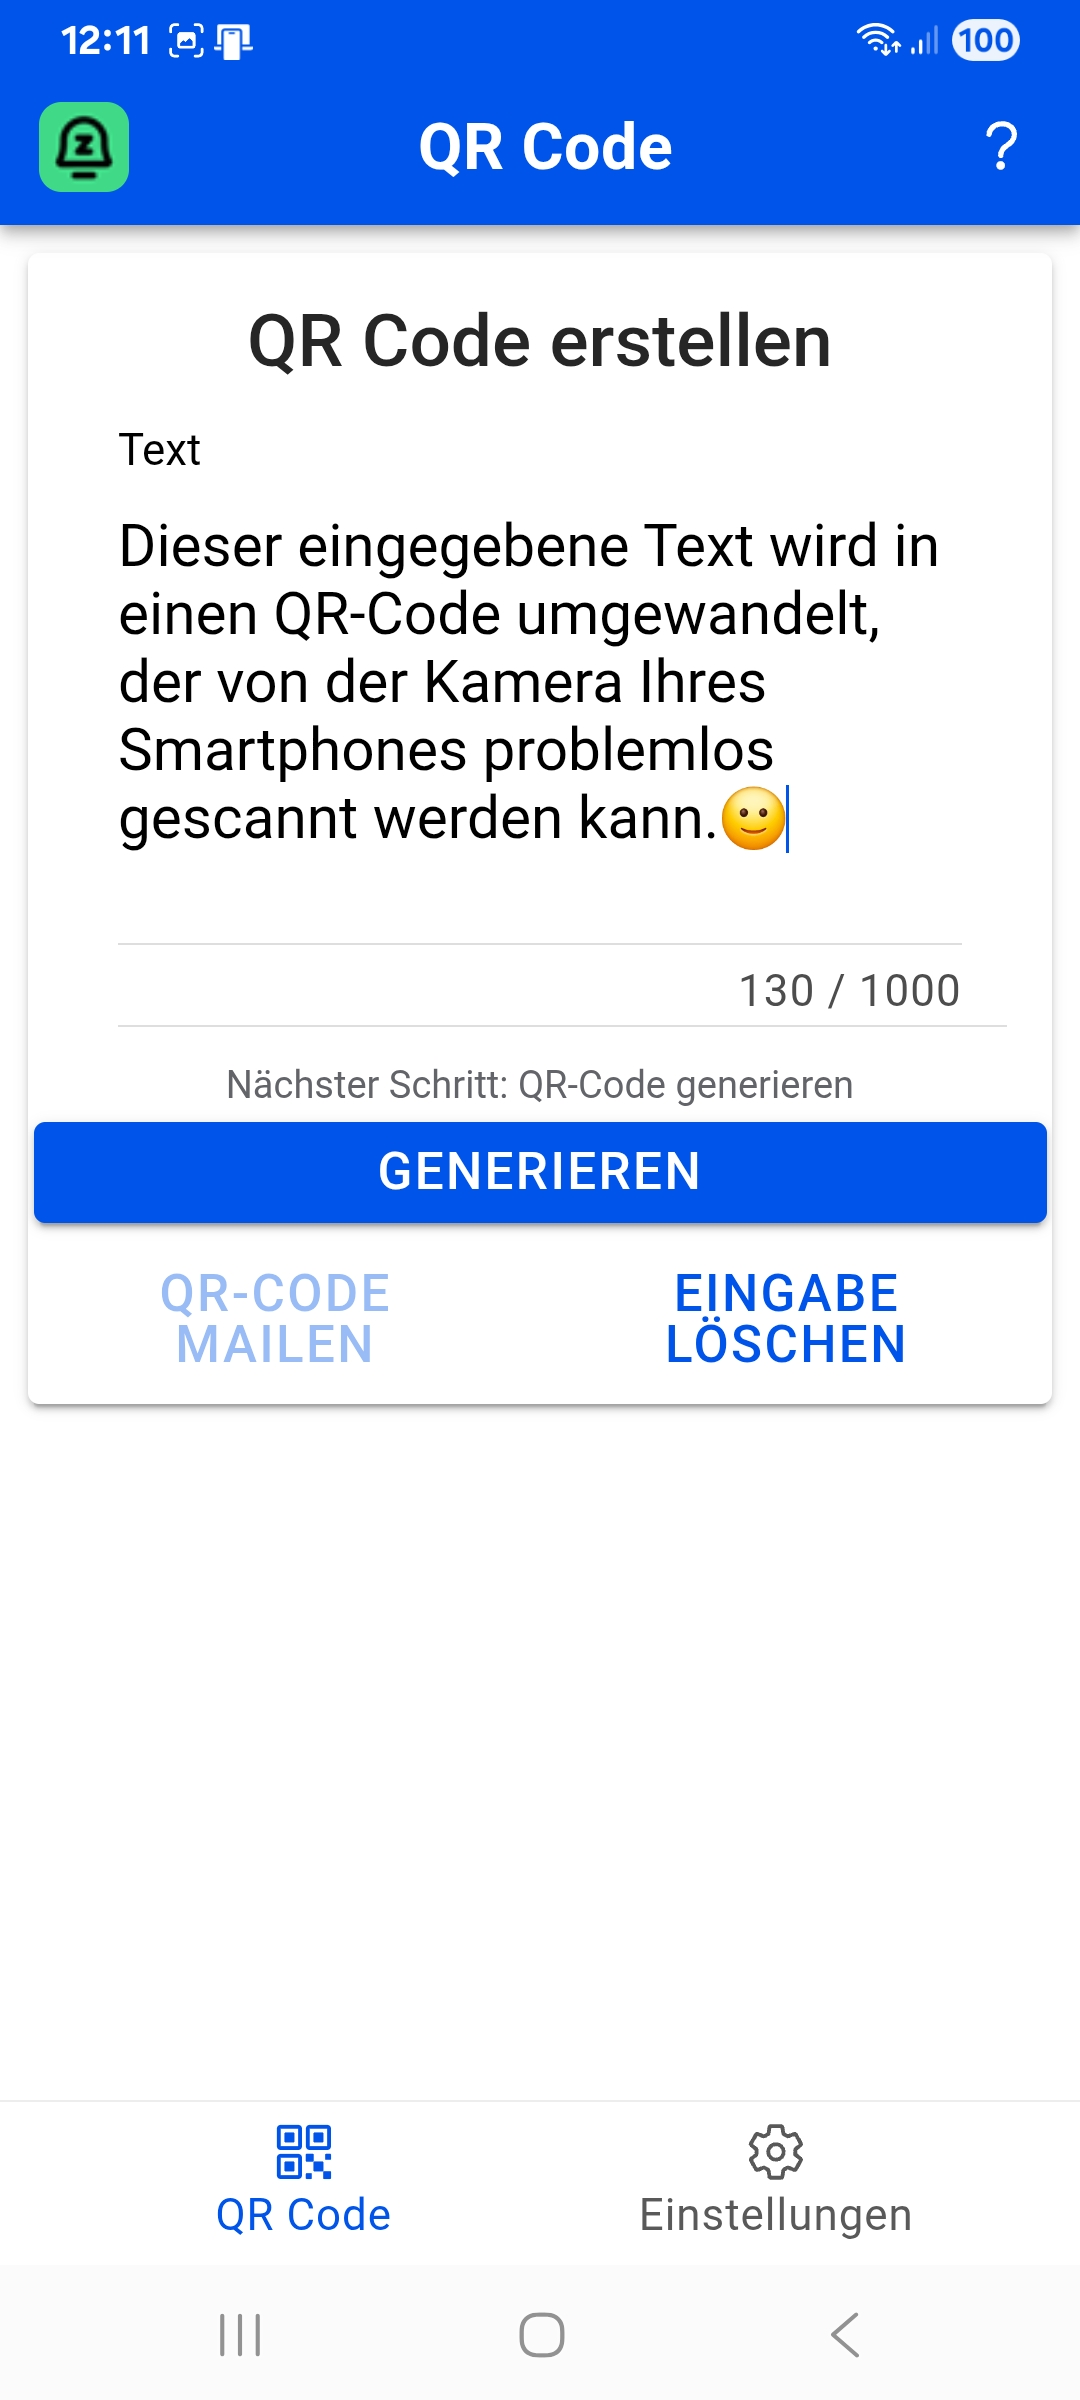 12:11
100
QR Code
?
QR Code erstellen
Text
Dieser eingegebene Text wird in
einen QR-Code umgewandelt,
der von der Kamera Ihres
Smartphones problemlos
gescannt werden kann.🙂
130 / 1000
Nächster Schritt: QR-Code generieren
GENERIEREN
QR-CODE
MAILEN
EINGABE
LÖSCHEN
QR Code
Einstellungen